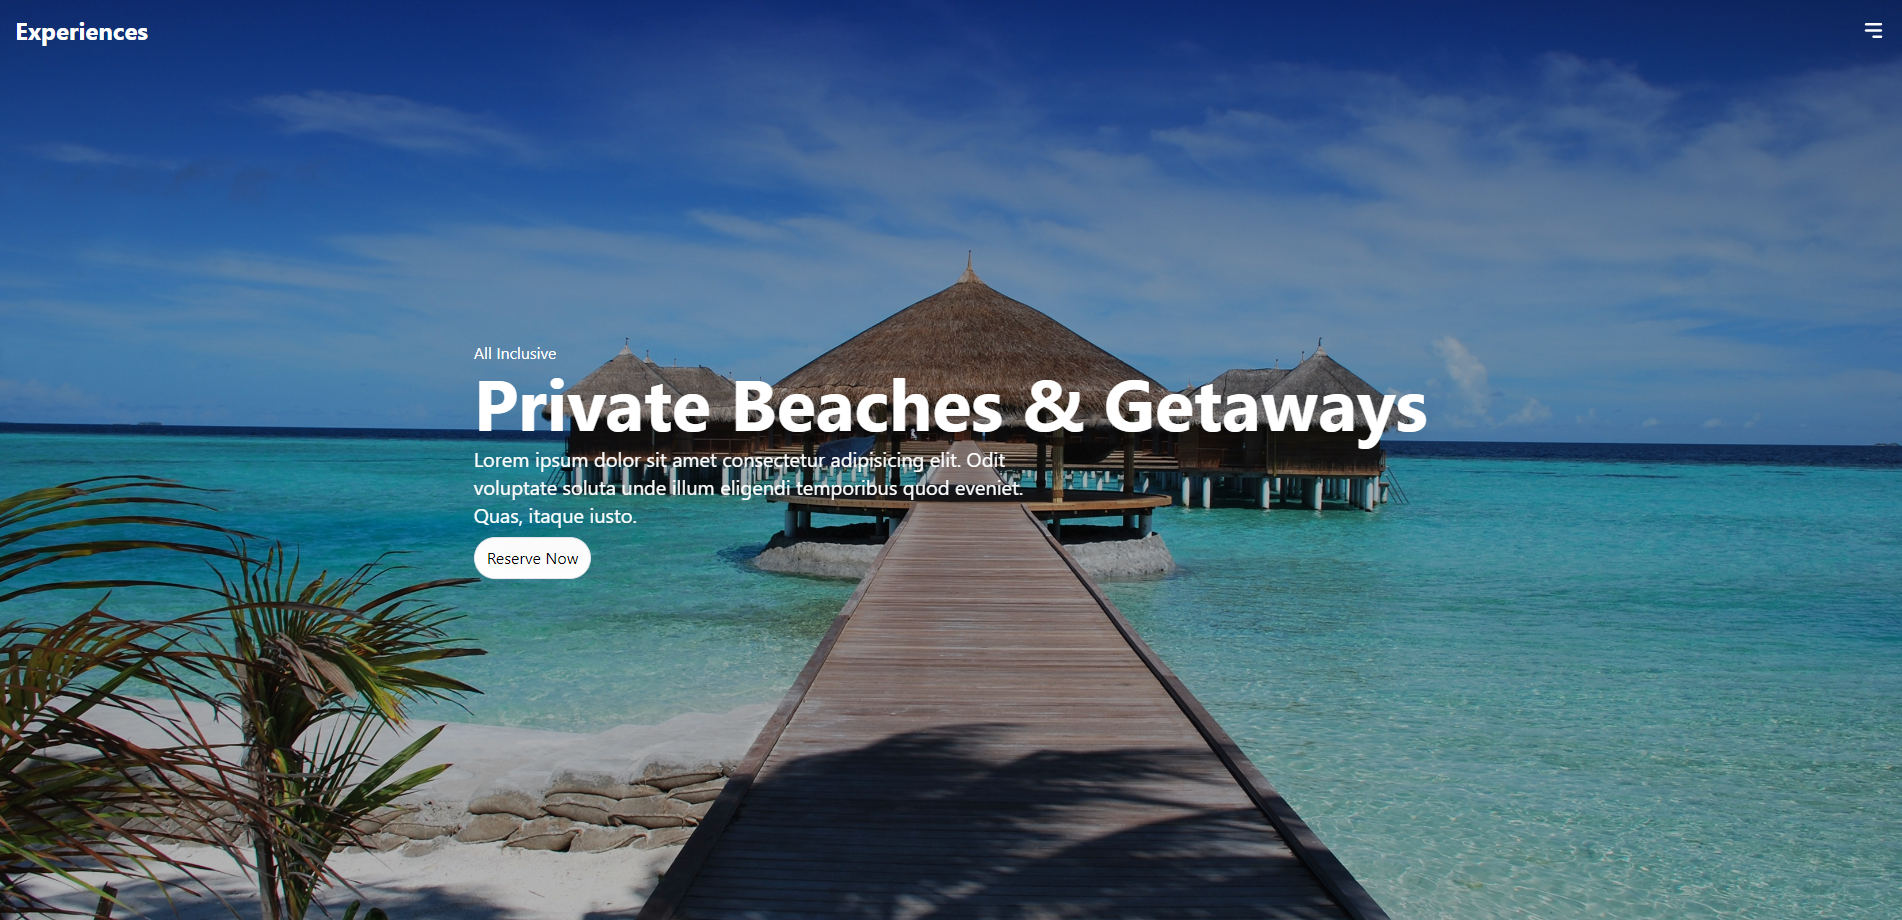 Experiences
All Inclusive
Private Beaches & Getaways
Lorem ipsum dolor sit amet consectetur adipisicing elit. Odit
voluptate soluta unde illum eligendi temporibus quod eveniet.
Quas, itaque iusto.
Reserve Now